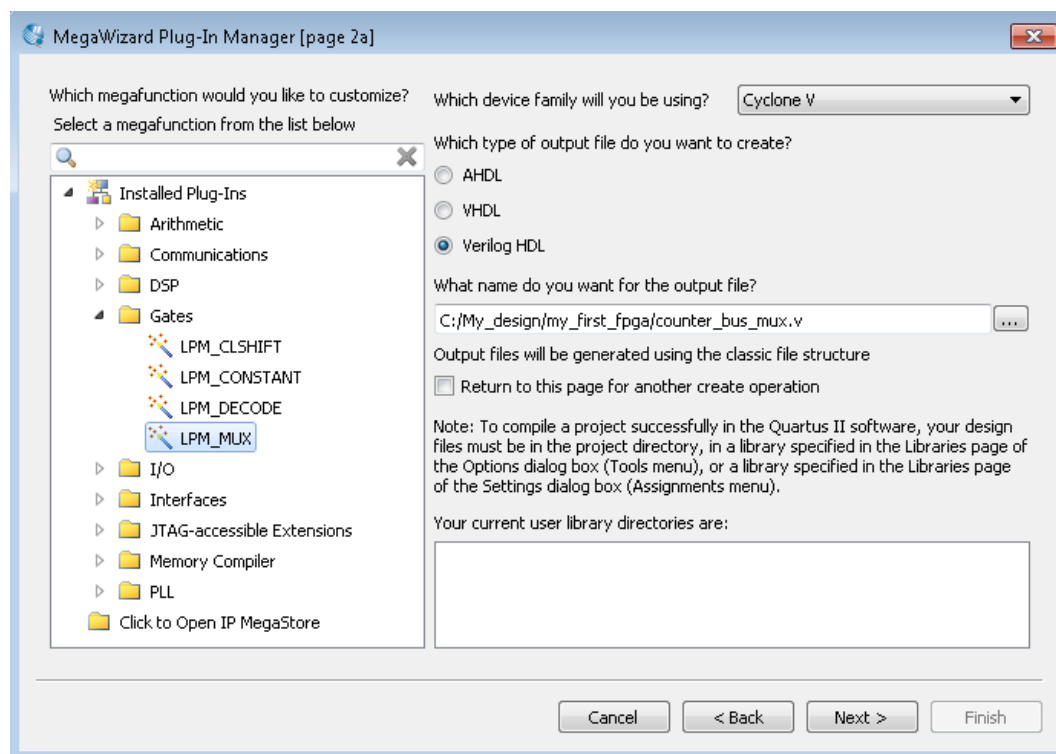 MegaWizard Plug-In Manager [page 2a]
Which megafunction would you like to customize?
Select a megafunction from the list below
Installed Plug-Ins
Arithmetic
Communications
DSP
Gates
LPM_CLSHIFT
LPM_CONSTANT
LPM_DECODE
LPM_MUX
I/O
Interfaces
JTAG-accessible Extensions
Memory Compiler
PLL
Click to Open IP MegaStore
Which device family will you be using?
Cyclone V
Which type of output file do you want to create?
AHDL
VHDL
Verilog HDL
What name do you want for the output file?
C:/My_design/my_first_fpga/counter_bus_mux.v
...
Output files will be generated using the classic file structure
Return to this page for another create operation
Note: To compile a project successfully in the Quartus II software, your design
files must be in the project directory, in a library specified in the Libraries page of
the Options dialog box (Tools menu), or a library specified in the Libraries page
of the Settings dialog box (Assignments menu).
Your current user library directories are:
Cancel
< Back
Next >
Finish